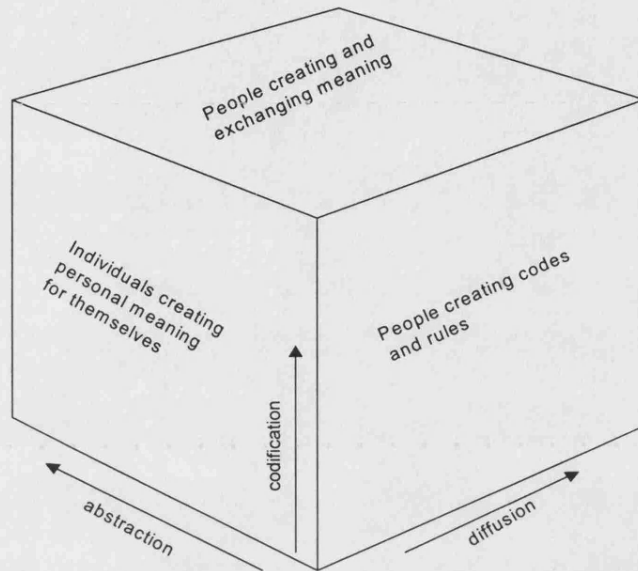 People creating and
exchanging meaning
Individuals creating
personal meaning
for themselves
People creating codes
and rules
codification
abstraction
diffusion